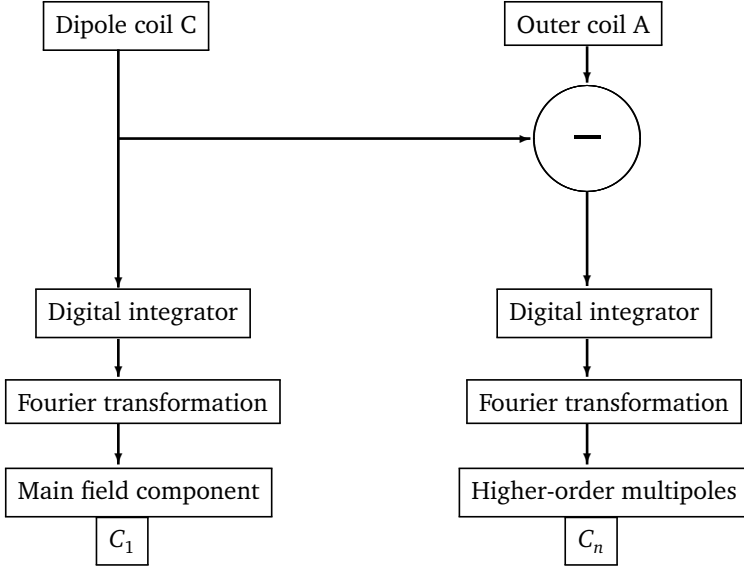 Dipole coil C
Outer coil A
−
Digital integrator
Digital integrator
Fourier transformation
Fourier transformation
Main field component
Higher-order multipoles
C₁
Cₙ